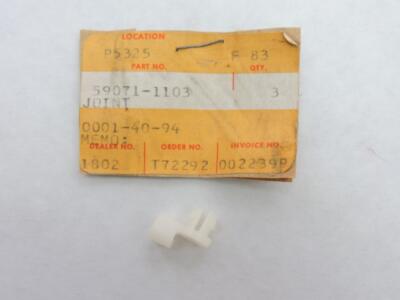 LOCATION
P5325 F 83
PART NO. QTY.
59071-1103 3
JOINT
0001-40-94
MEMO:
DEALER NO. ORDER NO. INVOICE NO.
1802 T72292 002239P